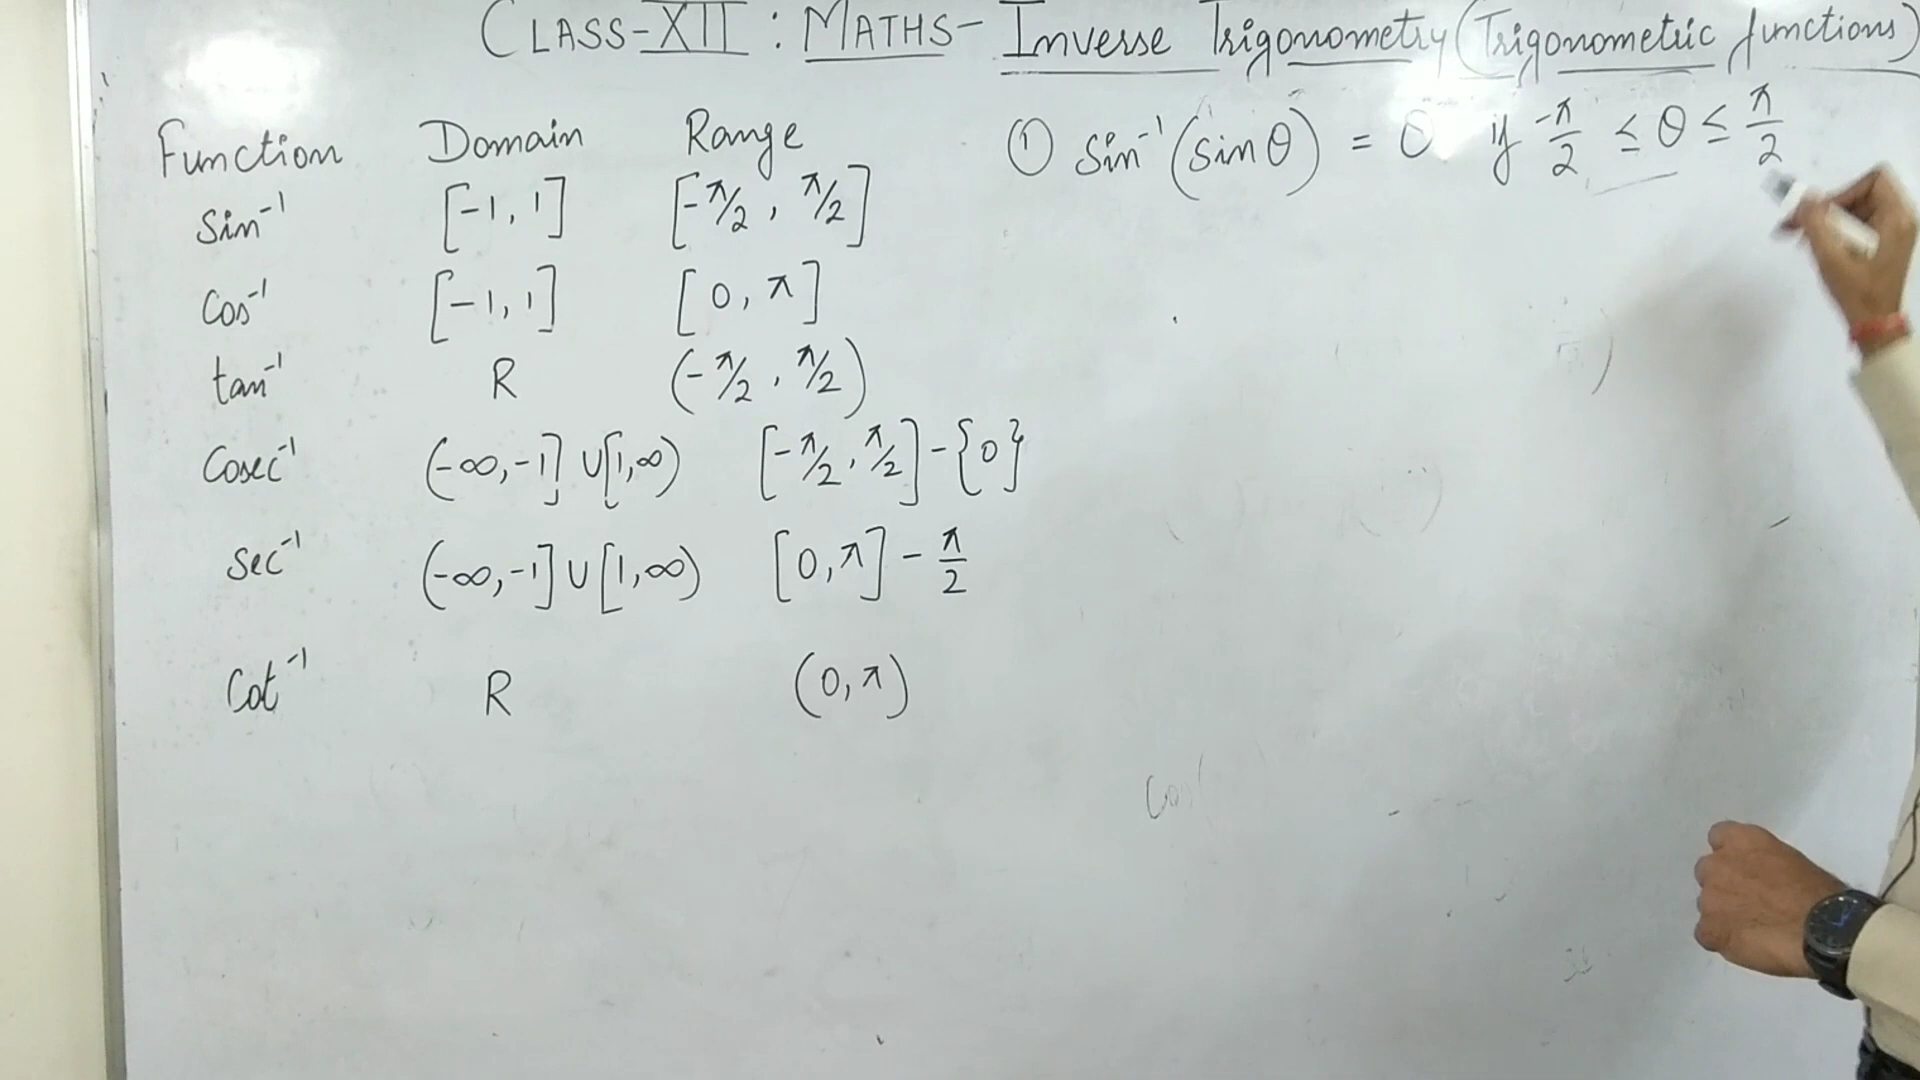 CLASS-XII : MATHS- Inverse Trigonometry (Trigonometric functions)
Function Domain Range
Sin⁻¹ [-1, 1] [-π/2, π/2]
Cos⁻¹ [-1, 1] [0, π]
tan⁻¹ R (-π/2, π/2)
Cosec⁻¹ (-∞, -1] ∪ [1, ∞) [-π/2, π/2] - {0}
Sec⁻¹ (-∞, -1] ∪ [1, ∞) [0, π] - π/2
Cot⁻¹ R (0, π)
① Sin⁻¹(sin θ) = θ if -π/2 ≤ θ ≤ π/2